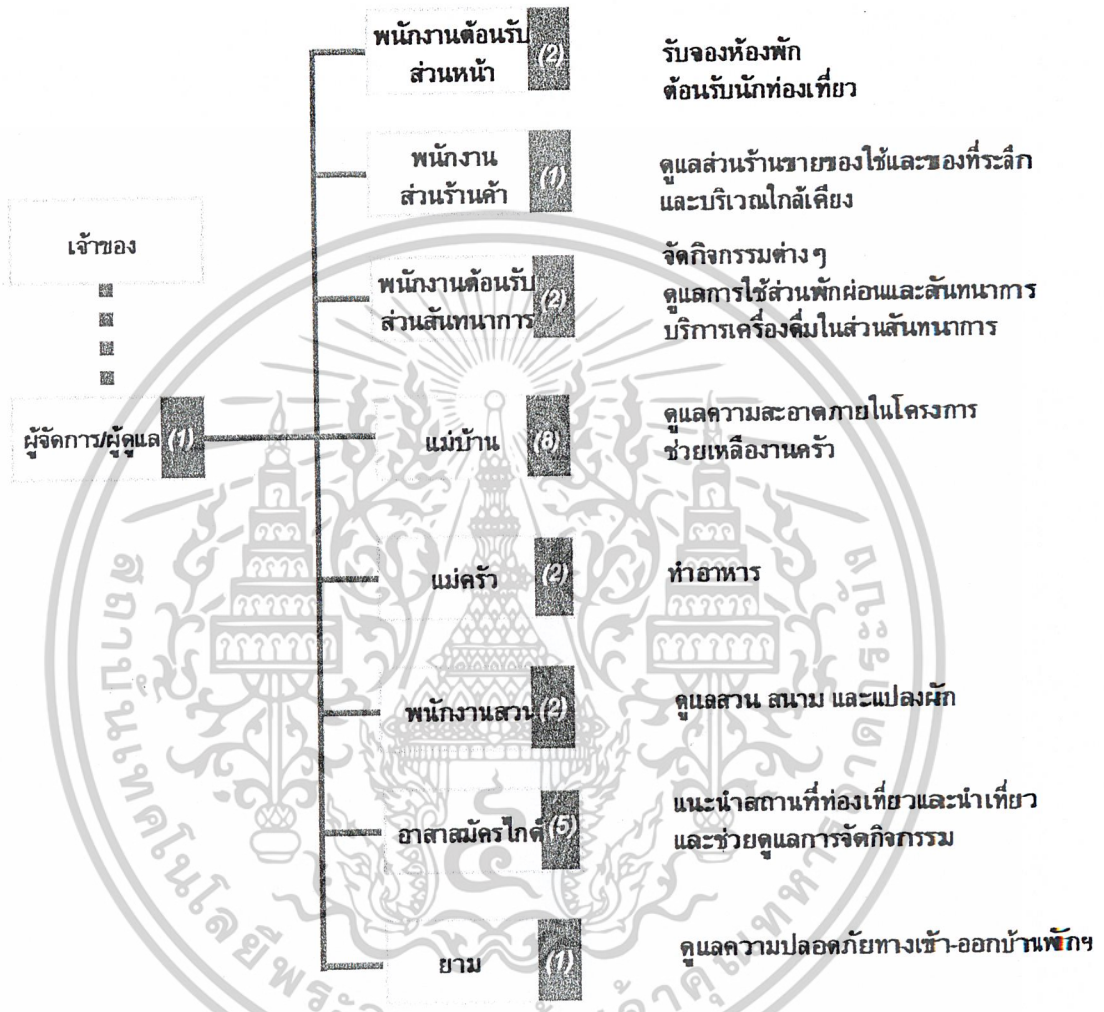 พนักงานต้อนรับ
ส่วนหน้า
(2)
รับจองห้องพัก
ต้อนรับนักท่องเที่ยว
พนักงาน
ส่วนร้านค้า
(1)
ดูแลส่วนร้านขายของใช้และของที่ระลึก
และบริเวณใกล้เคียง
เจ้าของ
พนักงานต้อนรับ
ส่วนสันทนาการ
(2)
จัดกิจกรรมต่างๆ
ดูแลการใช้ส่วนพักผ่อนและสันทนาการ
บริการเครื่องดื่มในส่วนสันทนาการ
ผู้จัดการ/ผู้ดูแล (1)
แม่บ้าน
ดูแลความสะอาดภายในโครงการ
ช่วยเหลืองานครัว
แม่ครัว (2)
ทำอาหาร
พนักงานสวน (2)
ดูแลสวน สนาม และแปลงผัก
อาสาสมัครไกด์ (5)
แนะนำสถานที่ท่องเที่ยวและนำเที่ยว
และช่วยดูแลการจัดกิจกรรม
ยาม (1)
ดูแลความปลอดภัยทางเข้า-ออกบ้านพักฯ